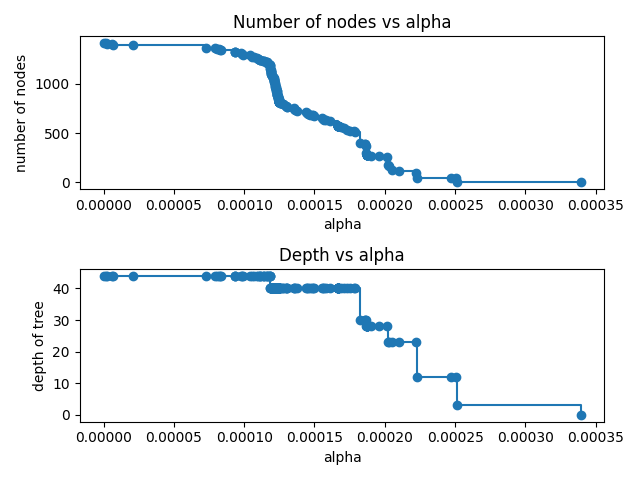 Number of nodes vs alpha
number of nodes
1000
500
0
0.00000 0.00005 0.00010 0.00015 0.00020 0.00025 0.00030 0.00035
alpha
Depth vs alpha
depth of tree
40
30
20
10
0
0.00000 0.00005 0.00010 0.00015 0.00020 0.00025 0.00030 0.00035
alpha